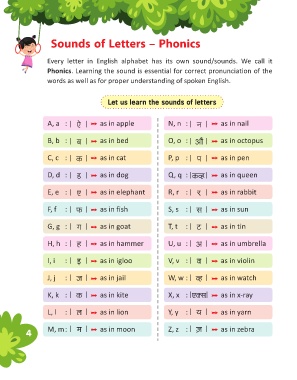 Sounds of Letters – Phonics
Every letter in English alphabet has its own sound/sounds. We call it
Phonics. Learning the sound is essential for correct pronunciation of the
words as well as for proper understanding of spoken English.
Let us learn the sounds of letters
A, a : | ऐ | ➡ as in apple
B, b : | ब | ➡ as in bed
C, c : | क | ➡ as in cat
D, d : | ड | ➡ as in dog
E, e : | ए | ➡ as in elephant
F, f : | फ | ➡ as in fish
G, g : | ग | ➡ as in goat
H, h : | ह | ➡ as in hammer
I, i : | इ | ➡ as in igloo
J, j : | ज | ➡ as in jail
K, k : | क | ➡ as in kite
L, l : | ल | ➡ as in lion
M, m : | म | ➡ as in moon
N, n : | न | ➡ as in nail
O, o : | औ | ➡ as in octopus
P, p : | प | ➡ as in pen
Q, q : |क्व| ➡ as in queen
R, r : | र | ➡ as in rabbit
S, s : | स | ➡ as in sun
T, t : | ट | ➡ as in tin
U, u : | अ | ➡ as in umbrella
V, v : | व | ➡ as in violin
W, w : | व्ह | ➡ as in watch
X, x : |एक्स| ➡ as in x-ray
Y, y : | य | ➡ as in yarn
Z, z : | ज़ | ➡ as in zebra
4